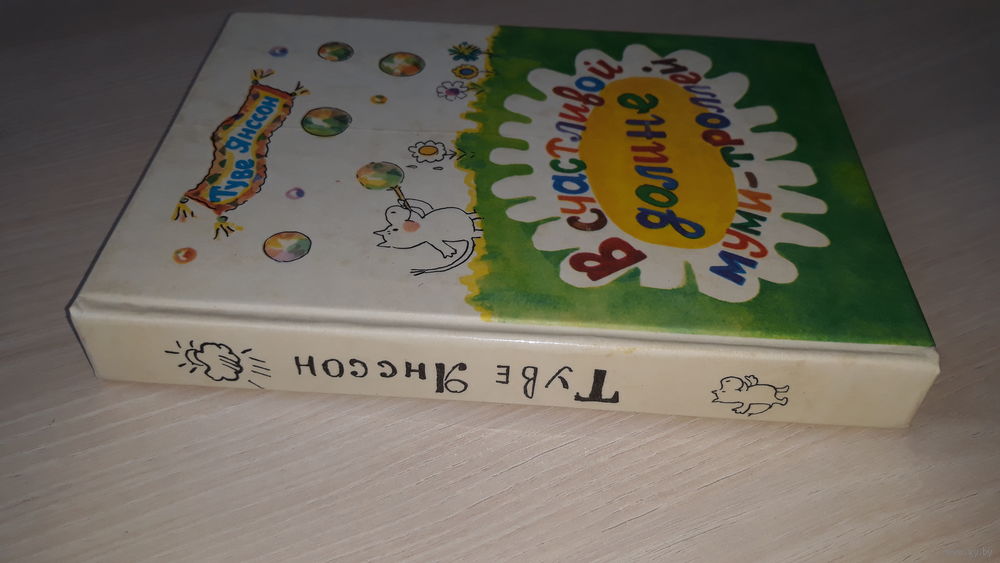 Туве Янссон
В счастливой
долине
муми-троллей
Туве Янссон